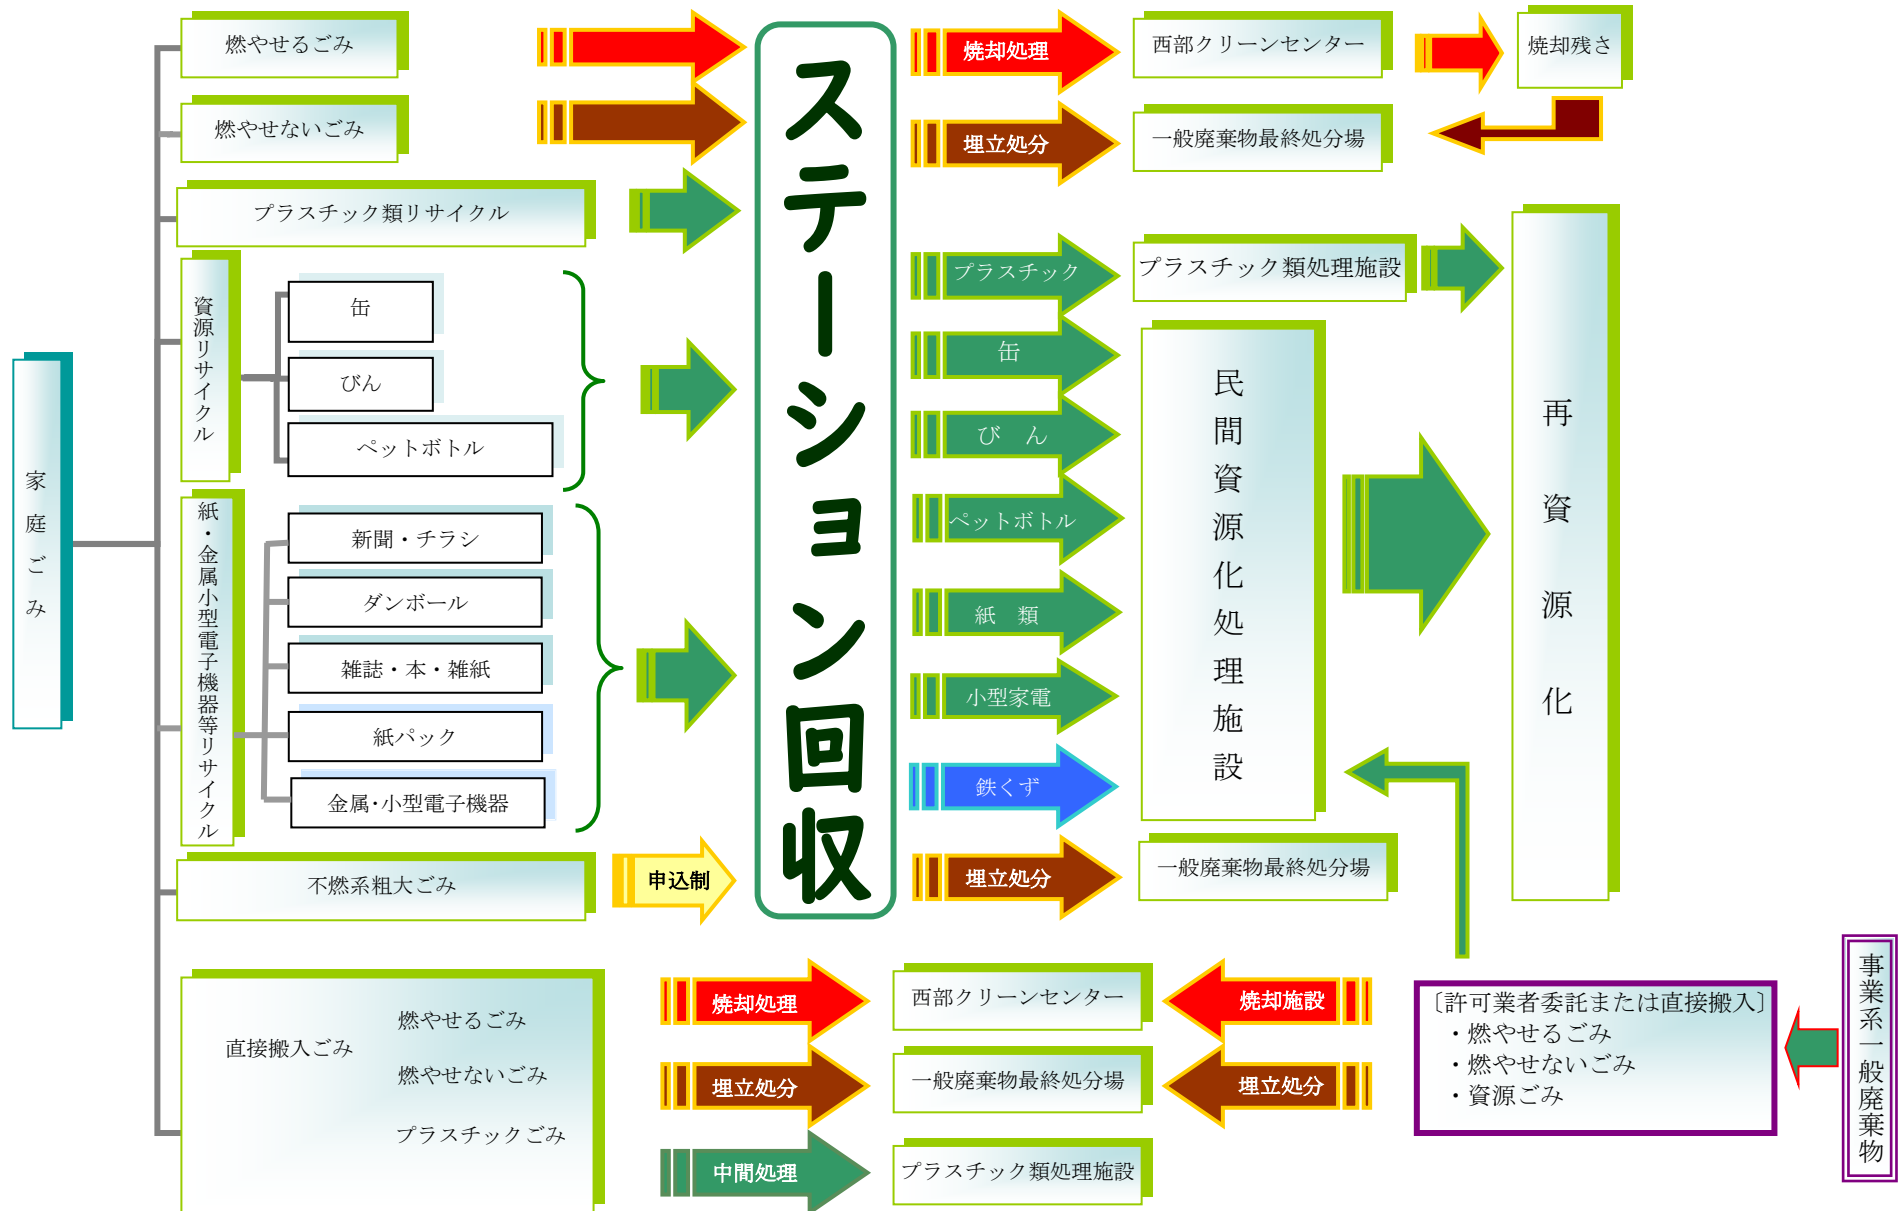 家庭ごみ
燃やせるごみ
燃やせないごみ
プラスチック類リサイクル
資源リサイクル
缶
びん
ペットボトル
紙・金属小型電子機器等リサイクル
新聞・チラシ
ダンボール
雑誌・本・雑紙
紙パック
金属・小型電子機器
不燃系粗大ごみ
申込制
直接搬入ごみ
燃やせるごみ
燃やせないごみ
プラスチックごみ
ステーション回収
焼却処理
西部クリーンセンター
焼却残さ
埋立処分
一般廃棄物最終処分場
プラスチック
プラスチック類処理施設
缶
びん
ペットボトル
紙類
小型家電
鉄くず
民間資源化処理施設
再資源化
埋立処分
一般廃棄物最終処分場
焼却処理
西部クリーンセンター
焼却施設
埋立処分
一般廃棄物最終処分場
埋立処分
中間処理
プラスチック類処理施設
〔許可業者委託または直接搬入〕
・燃やせるごみ
・燃やせないごみ
・資源ごみ
事業系一般廃棄物